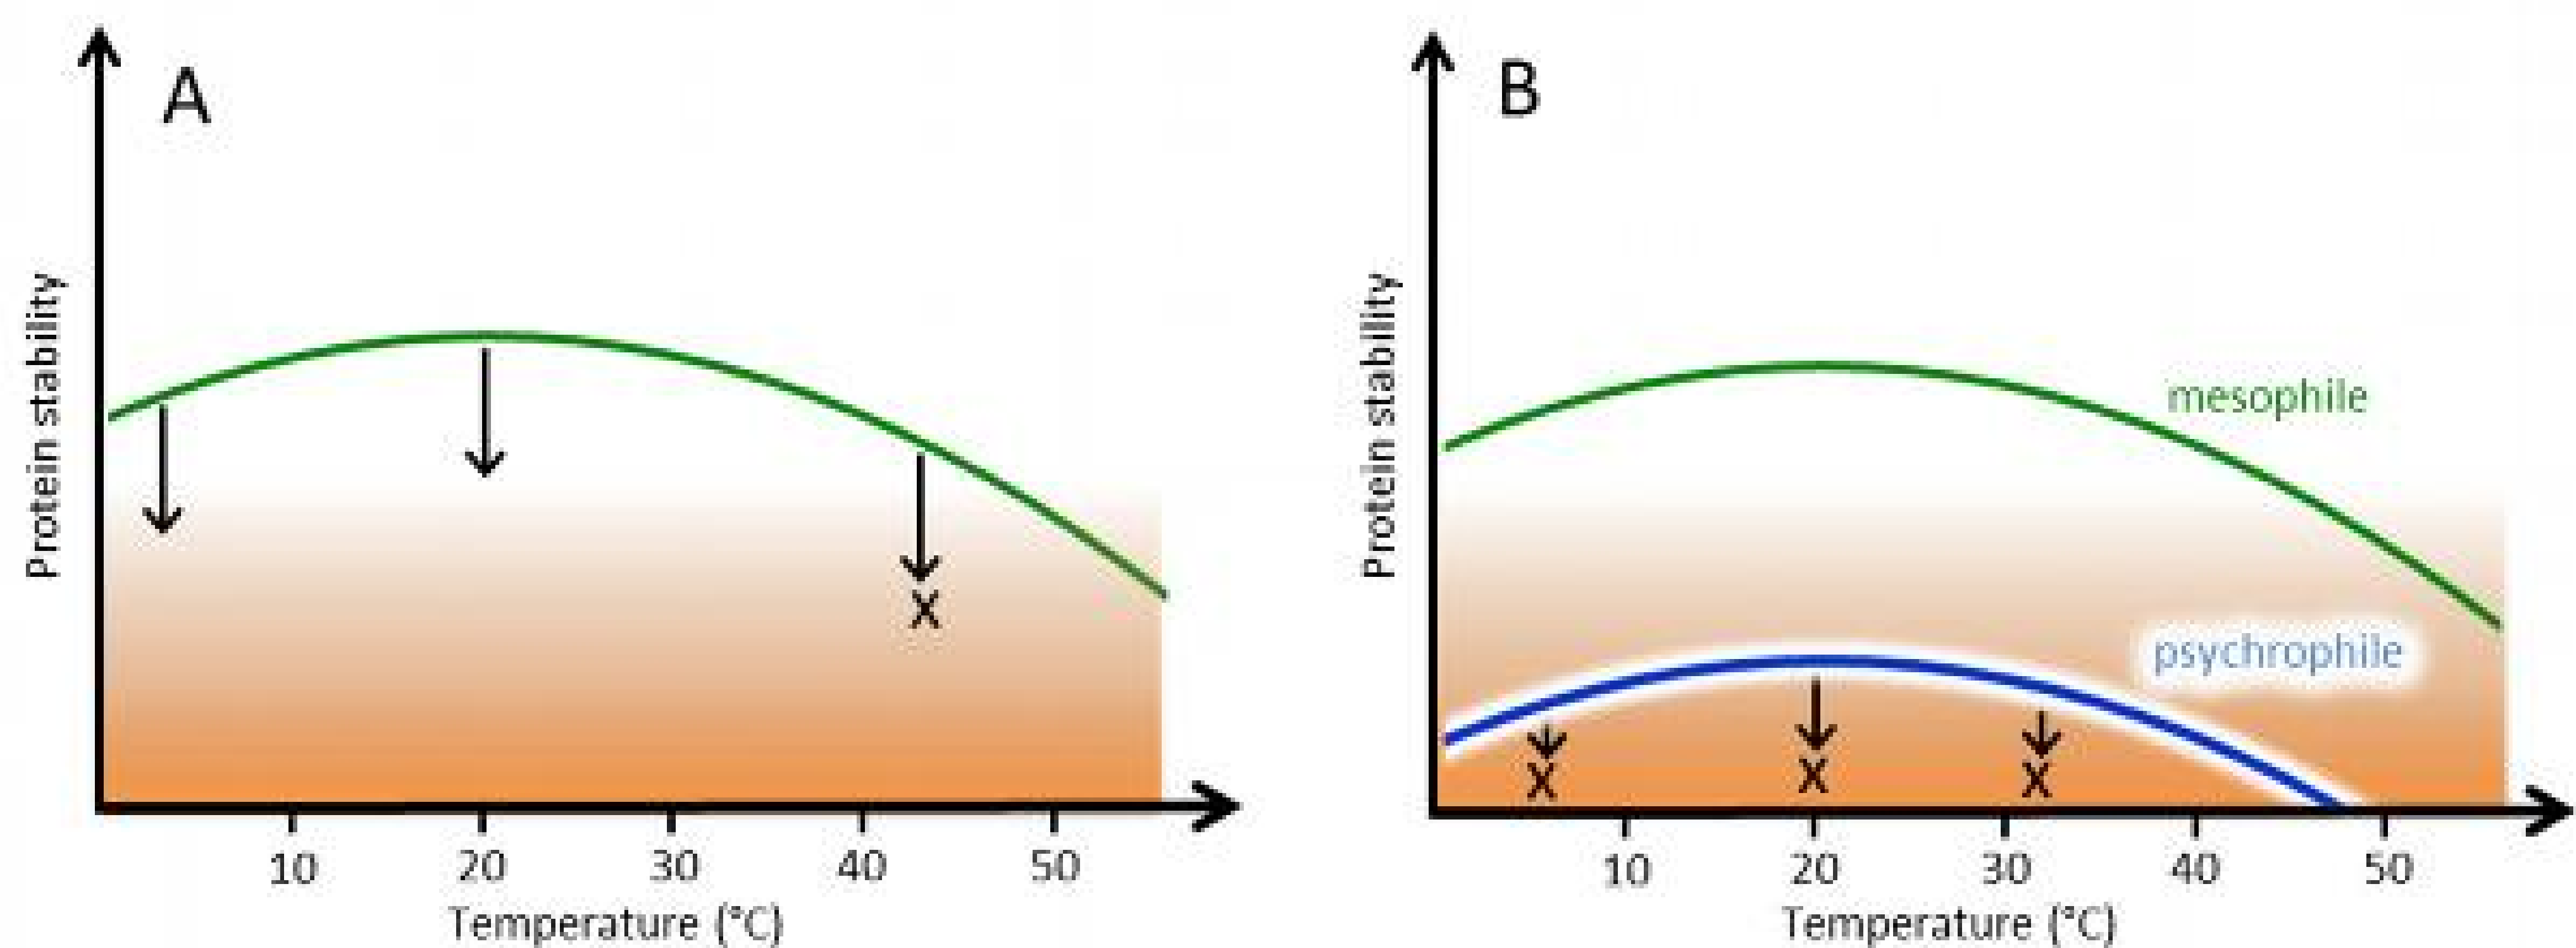 A
Protein stability
x
10 20 30 40 50
Temperature (°C)
B
Protein stability
mesophile
psychrophile
x x x
10 20 30 40 50
Temperature (°C)